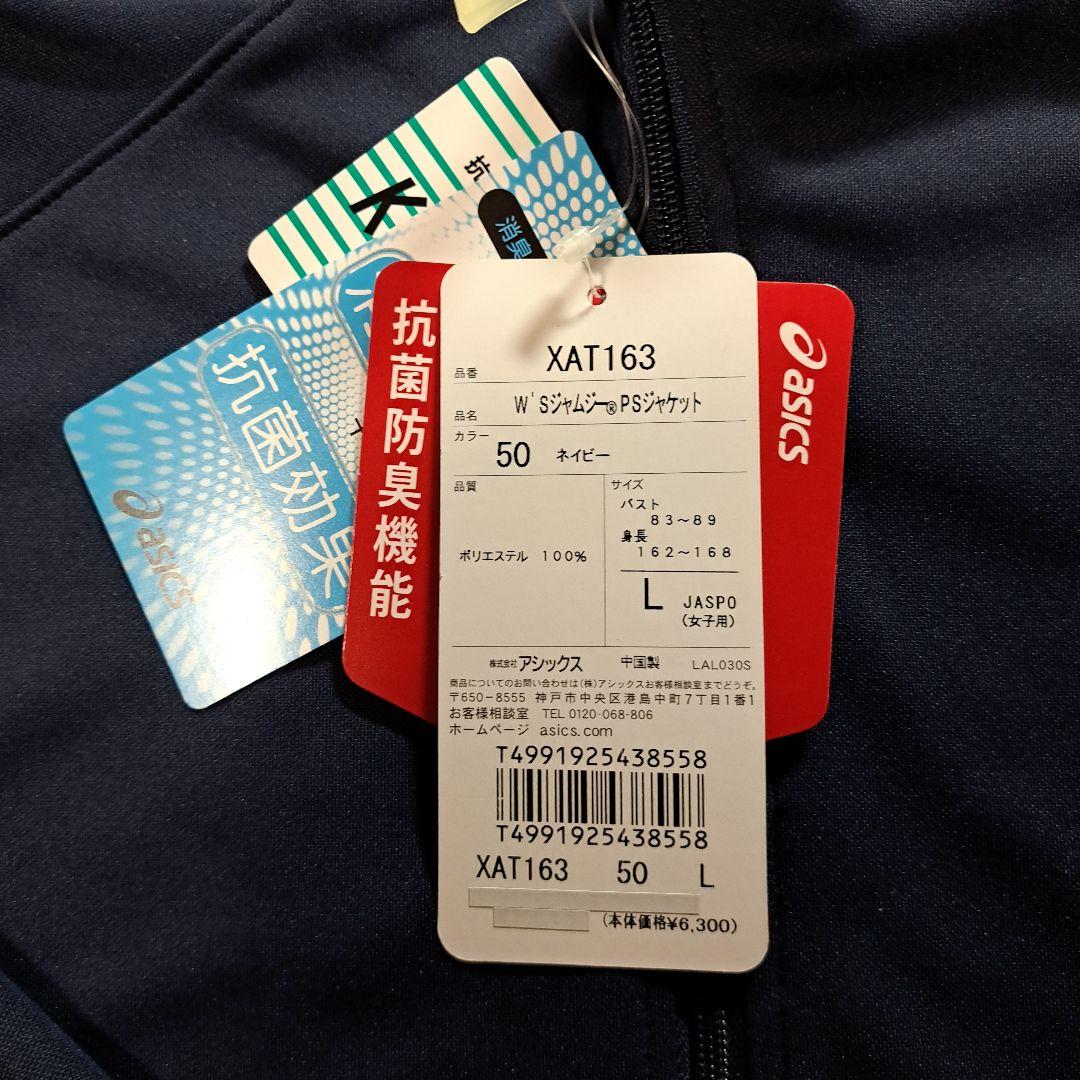 K
抗
消臭
抗菌効果
asics
抗菌防臭機能
asics
品番 XAT163
品名 W'Sジャムジー®PSジャケット
カラー 50 ネイビー
品質
ポリエステル 100%
サイズ
バスト
83~89
身長
162~168
L JASPO
(女子用)
株式会社アシックス 中国製 LAL030S
商品についてのお問い合わせは(株)アシックスお客様相談室までどうぞ。
〒650-8555 神戸市中央区港島中町7丁目1番1
お客様相談室 TEL 0120-068-806
ホームページ asics.com
T4991925438558
T4991925438558
XAT163 50 L
(本体価格¥6,300)